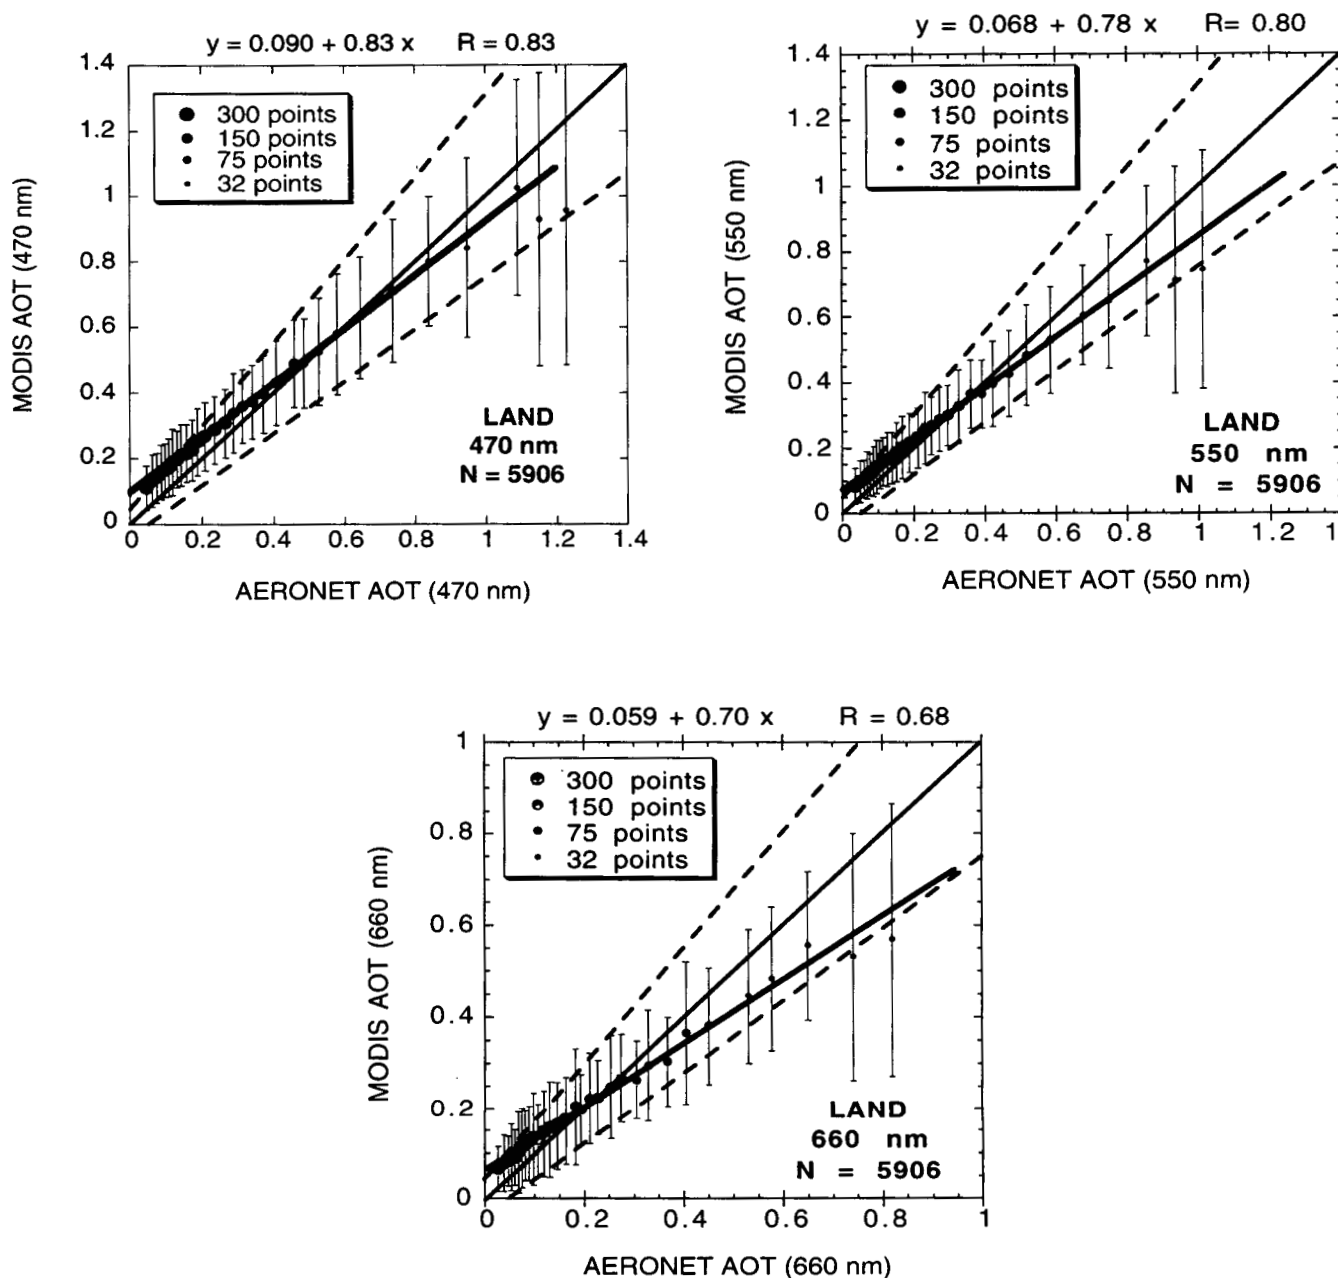 y = 0.090 + 0.83 x R = 0.83
1.4
1.2
1
0.8
0.6
0.4
0.2
0
300 points
150 points
75 points
32 points
MODIS AOT (470 nm)
LAND
470 nm
N = 5906
0 0.2 0.4 0.6 0.8 1 1.2 1.4
AERONET AOT (470 nm)
y = 0.068 + 0.78 x R= 0.80
1.4
1.2
1
0.8
0.6
0.4
0.2
0
300 points
150 points
75 points
32 points
MODIS AOT (550 nm)
LAND
550 nm
N = 5906
0 0.2 0.4 0.6 0.8 1 1.2
AERONET AOT (550 nm)
y = 0.059 + 0.70 x R = 0.68
1
0.8
0.6
0.4
0.2
0
300 points
150 points
75 points
32 points
MODIS AOT (660 nm)
LAND
660 nm
N = 5906
0 0.2 0.4 0.6 0.8 1
AERONET AOT (660 nm)